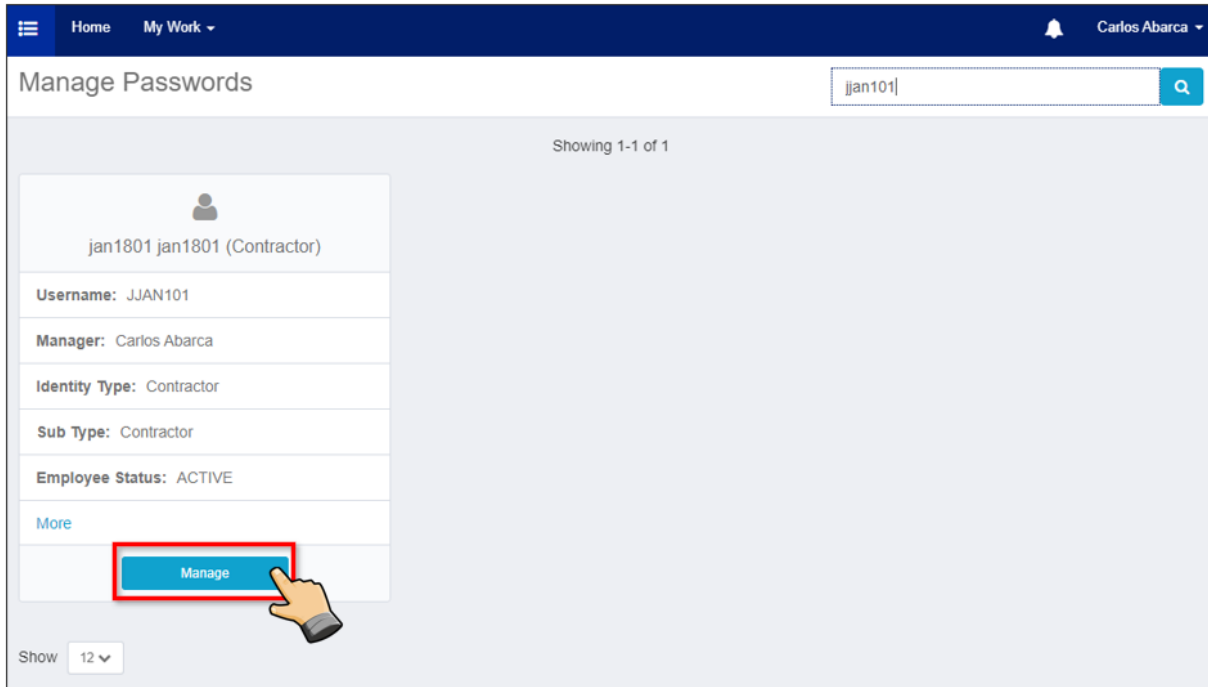 Home My Work Carlos Abarca
Manage Passwords jjan101
Showing 1-1 of 1
jan1801 jan1801 (Contractor)
Username: JJAN101
Manager: Carlos Abarca
Identity Type: Contractor
Sub Type: Contractor
Employee Status: ACTIVE
More
Manage
Show 12